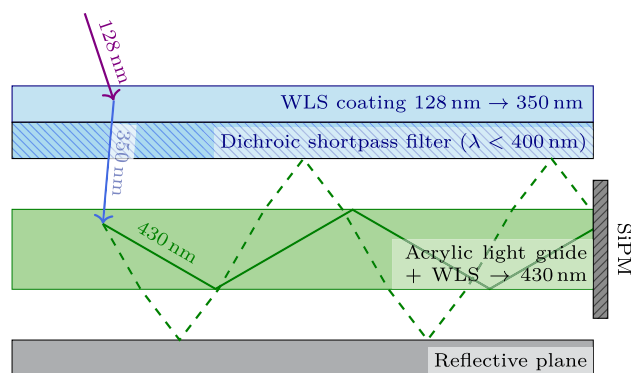 128 nm
WLS coating 128 nm → 350 nm
Dichroic shortpass filter (λ < 400 nm)
350 nm
430 nm
Acrylic light guide
+ WLS → 430 nm
SiPM
Reflective plane